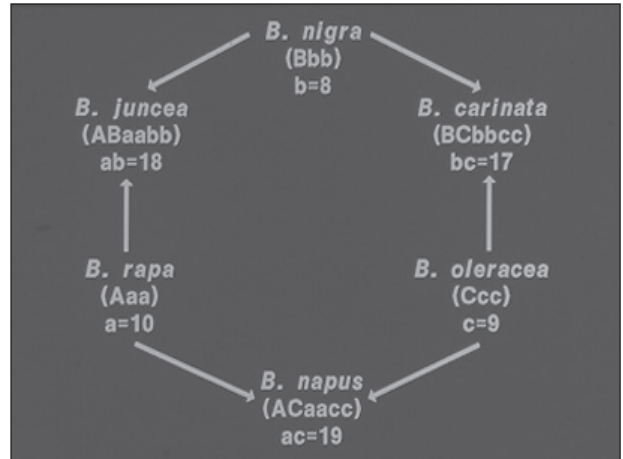 B. nigra
(Bbb)
b=8
B. juncea
(ABaabb)
ab=18
B. carinata
(BCbbcc)
bc=17
B. rapa
(Aaa)
a=10
B. oleracea
(Ccc)
c=9
B. napus
(ACaacc)
ac=19